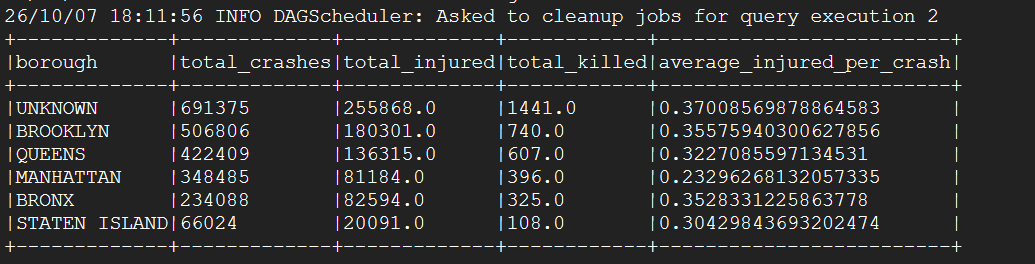 26/10/07 18:11:56 INFO DAGScheduler: Asked to cleanup jobs for query execution 2
+-------------+-------------+-------------+------------+-------------------------+
|borough      |total_crashes|total_injured|total_killed|average_injured_per_crash|
+-------------+-------------+-------------+------------+-------------------------+
|UNKNOWN      |691375       |255868.0     |1441.0      |0.37008569878864583      |
|BROOKLYN     |506806       |180301.0     |740.0       |0.35575940300627856      |
|QUEENS       |422409       |136315.0     |607.0       |0.3227085597134531       |
|MANHATTAN    |348485       |81184.0      |396.0       |0.23296268132057335      |
|BRONX        |234088       |82594.0      |325.0       |0.3528331225863778       |
|STATEN ISLAND|66024        |20091.0      |108.0       |0.30429843693202474      |
+-------------+-------------+-------------+------------+-------------------------+